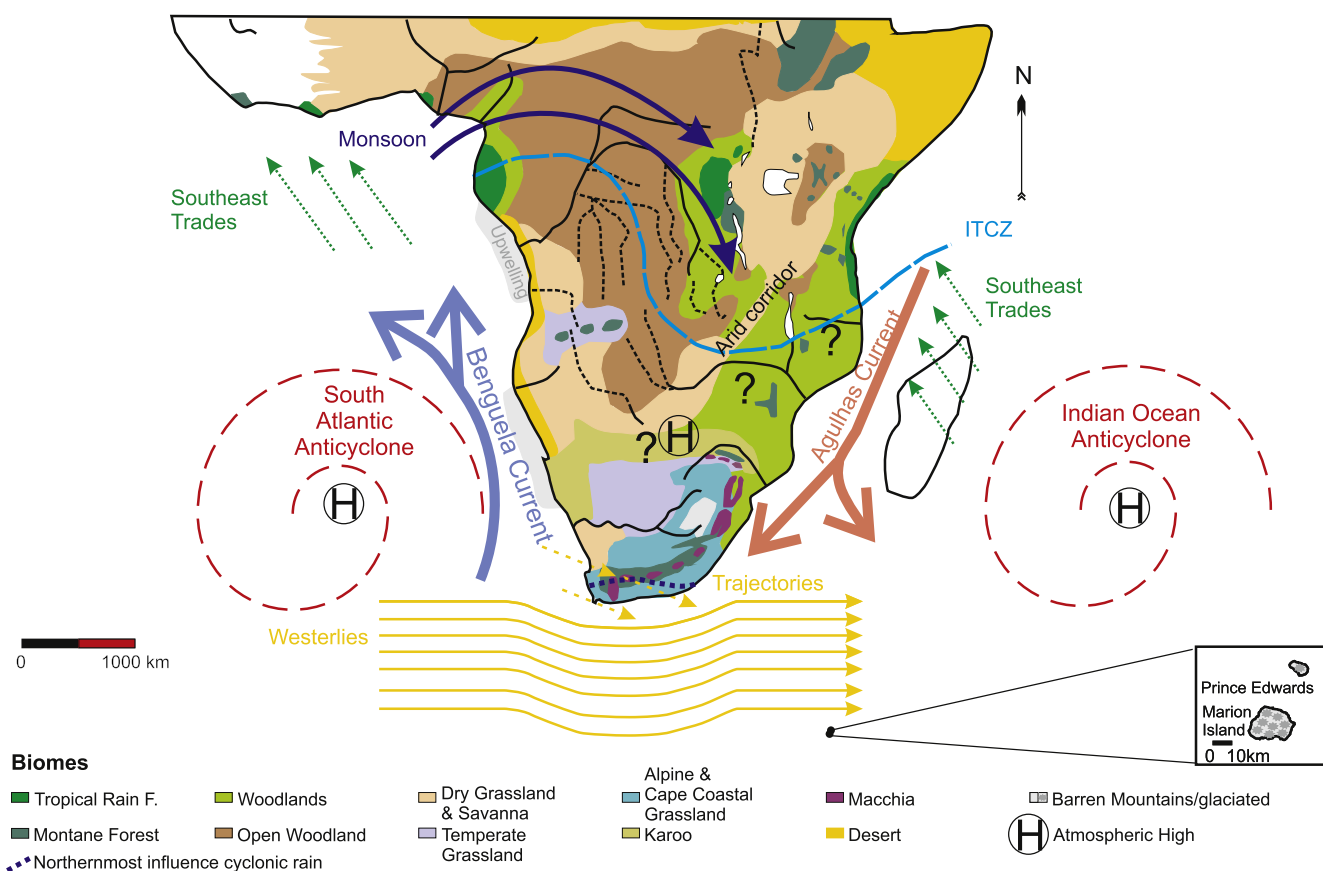 N
Monsoon
Southeast
Trades
Upwelling
ITCZ
Southeast
Trades
Arid corridor
?
?
?
H
Benguela Current
Agulhas Current
South
Atlantic
Anticyclone
H
Indian Ocean
Anticyclone
H
Trajectories
Westerlies
0 1000 km
Prince Edwards
Marion
Island
0 10km
Biomes
Tropical Rain F.
Woodlands
Dry Grassland
& Savanna
Alpine &
Cape Coastal
Grassland
Macchia
Barren Mountains/glaciated
Montane Forest
Open Woodland
Temperate
Grassland
Karoo
Desert
H Atmospheric High
Northernmost influence cyclonic rain